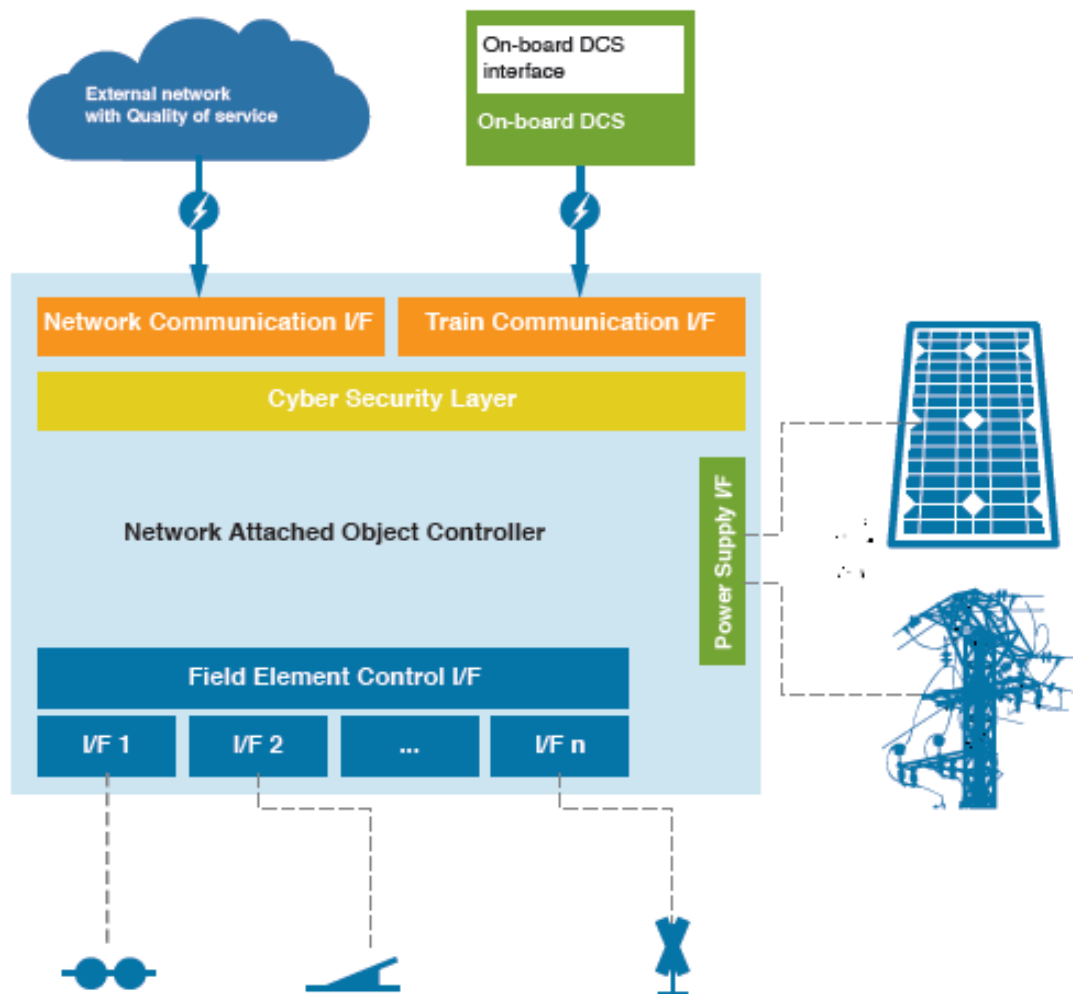 External network
with Quality of service
On-board DCS
interface
On-board DCS
Network Communication I/F
Train Communication I/F
Cyber Security Layer
Power Supply I/F
Network Attached Object Controller
Field Element Control I/F
I/F 1
I/F 2
...
I/F n